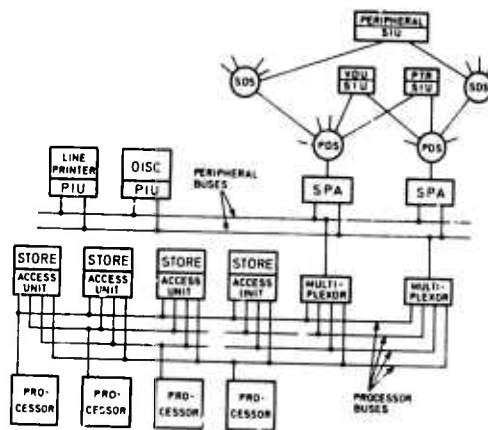 PERIPHERAL
SIU
SDS
VDU
SIU
PTR
SIU
SDS
PDS
PDS
LINE
PRINTER
PIU
DISC
PIU
PERIPHERAL
BUSES
SPA
SPA
STORE
ACCESS
UNIT
STORE
ACCESS
UNIT
STORE
ACCESS
UNIT
STORE
ACCESS
UNIT
MULTI-
PLEXOR
MULTI-
PLEXOR
PRO-
CESSOR
PRO-
CESSOR
PRO-
CESSOR
PRO-
CESSOR
PROCESSOR
BUSES